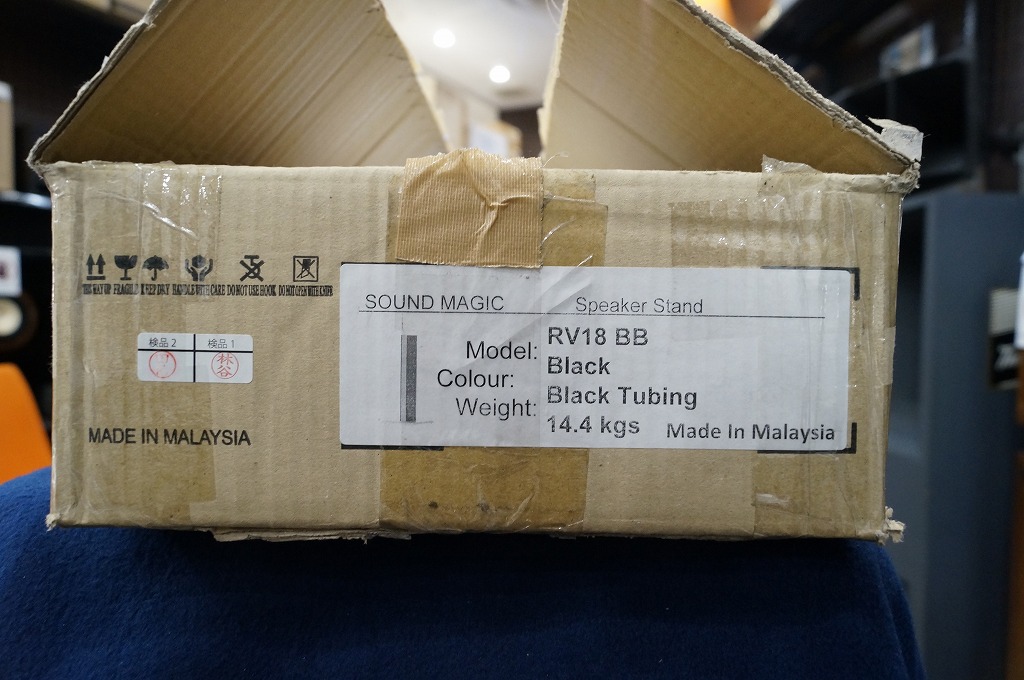 THIS WAY UP FRAGILE KEEP DRY HANDLE WITH CARE DO NOT USE HOOK DO NOT OPEN WITH KNIFE
検品 2 検品 1
林谷
MADE IN MALAYSIA
SOUND MAGIC Speaker Stand
Model: RV18 BB
Colour: Black
Black Tubing
Weight: 14.4 kgs
Made In Malaysia